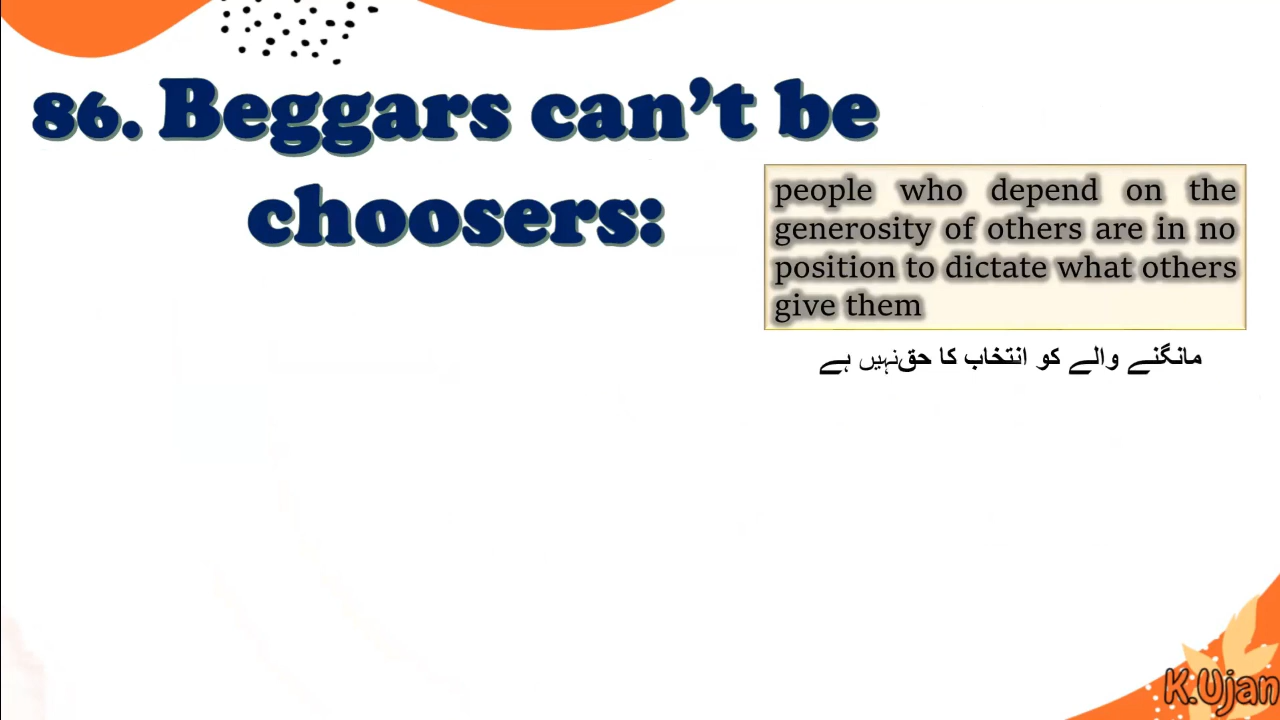 86. Beggars can’t be
choosers:
people who depend on the
generosity of others are in no
position to dictate what others
give them
مانگنے والے کو انتخاب کا حق نہیں ہے
K.Ujan